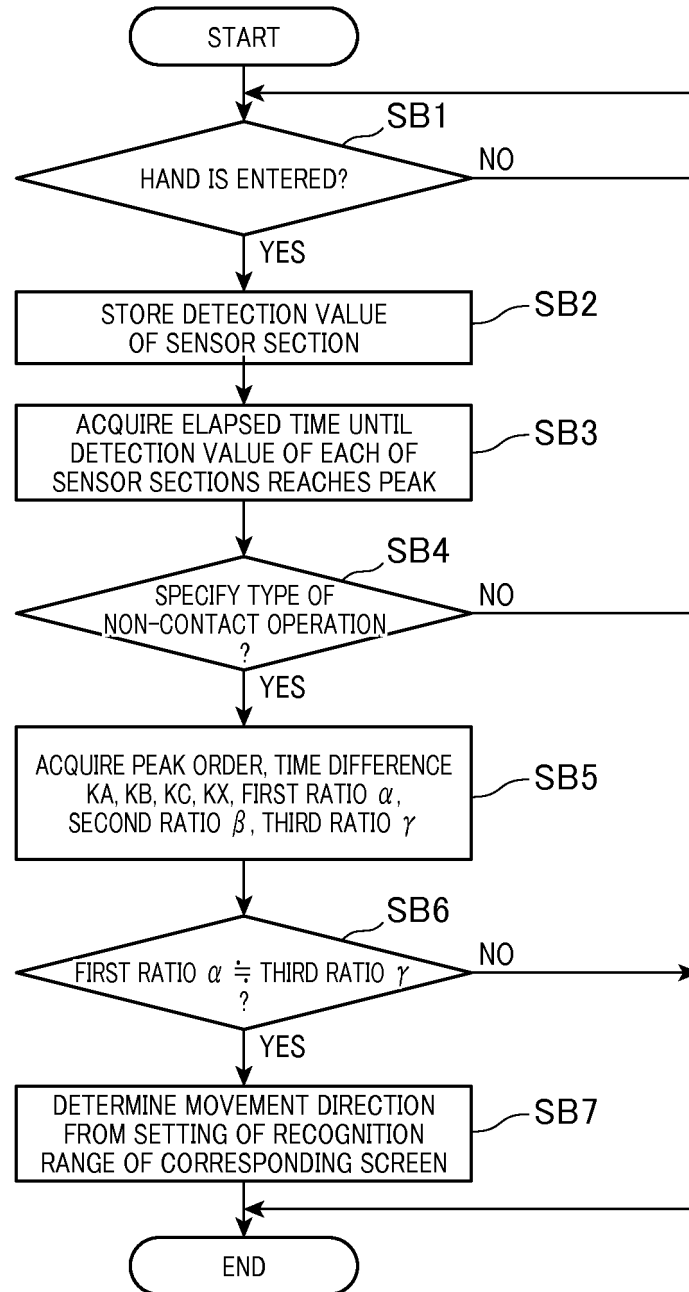 START
SB1
HAND IS ENTERED?
NO
YES
STORE DETECTION VALUE
OF SENSOR SECTION
SB2
ACQUIRE ELAPSED TIME UNTIL
DETECTION VALUE OF EACH OF
SENSOR SECTIONS REACHES PEAK
SB3
SB4
SPECIFY TYPE OF
NON-CONTACT OPERATION
?
NO
YES
ACQUIRE PEAK ORDER, TIME DIFFERENCE
KA, KB, KC, KX, FIRST RATIO α,
SECOND RATIO β, THIRD RATIO γ
SB5
SB6
FIRST RATIO α ≒ THIRD RATIO γ
?
NO
YES
DETERMINE MOVEMENT DIRECTION
FROM SETTING OF RECOGNITION
RANGE OF CORRESPONDING SCREEN
SB7
END